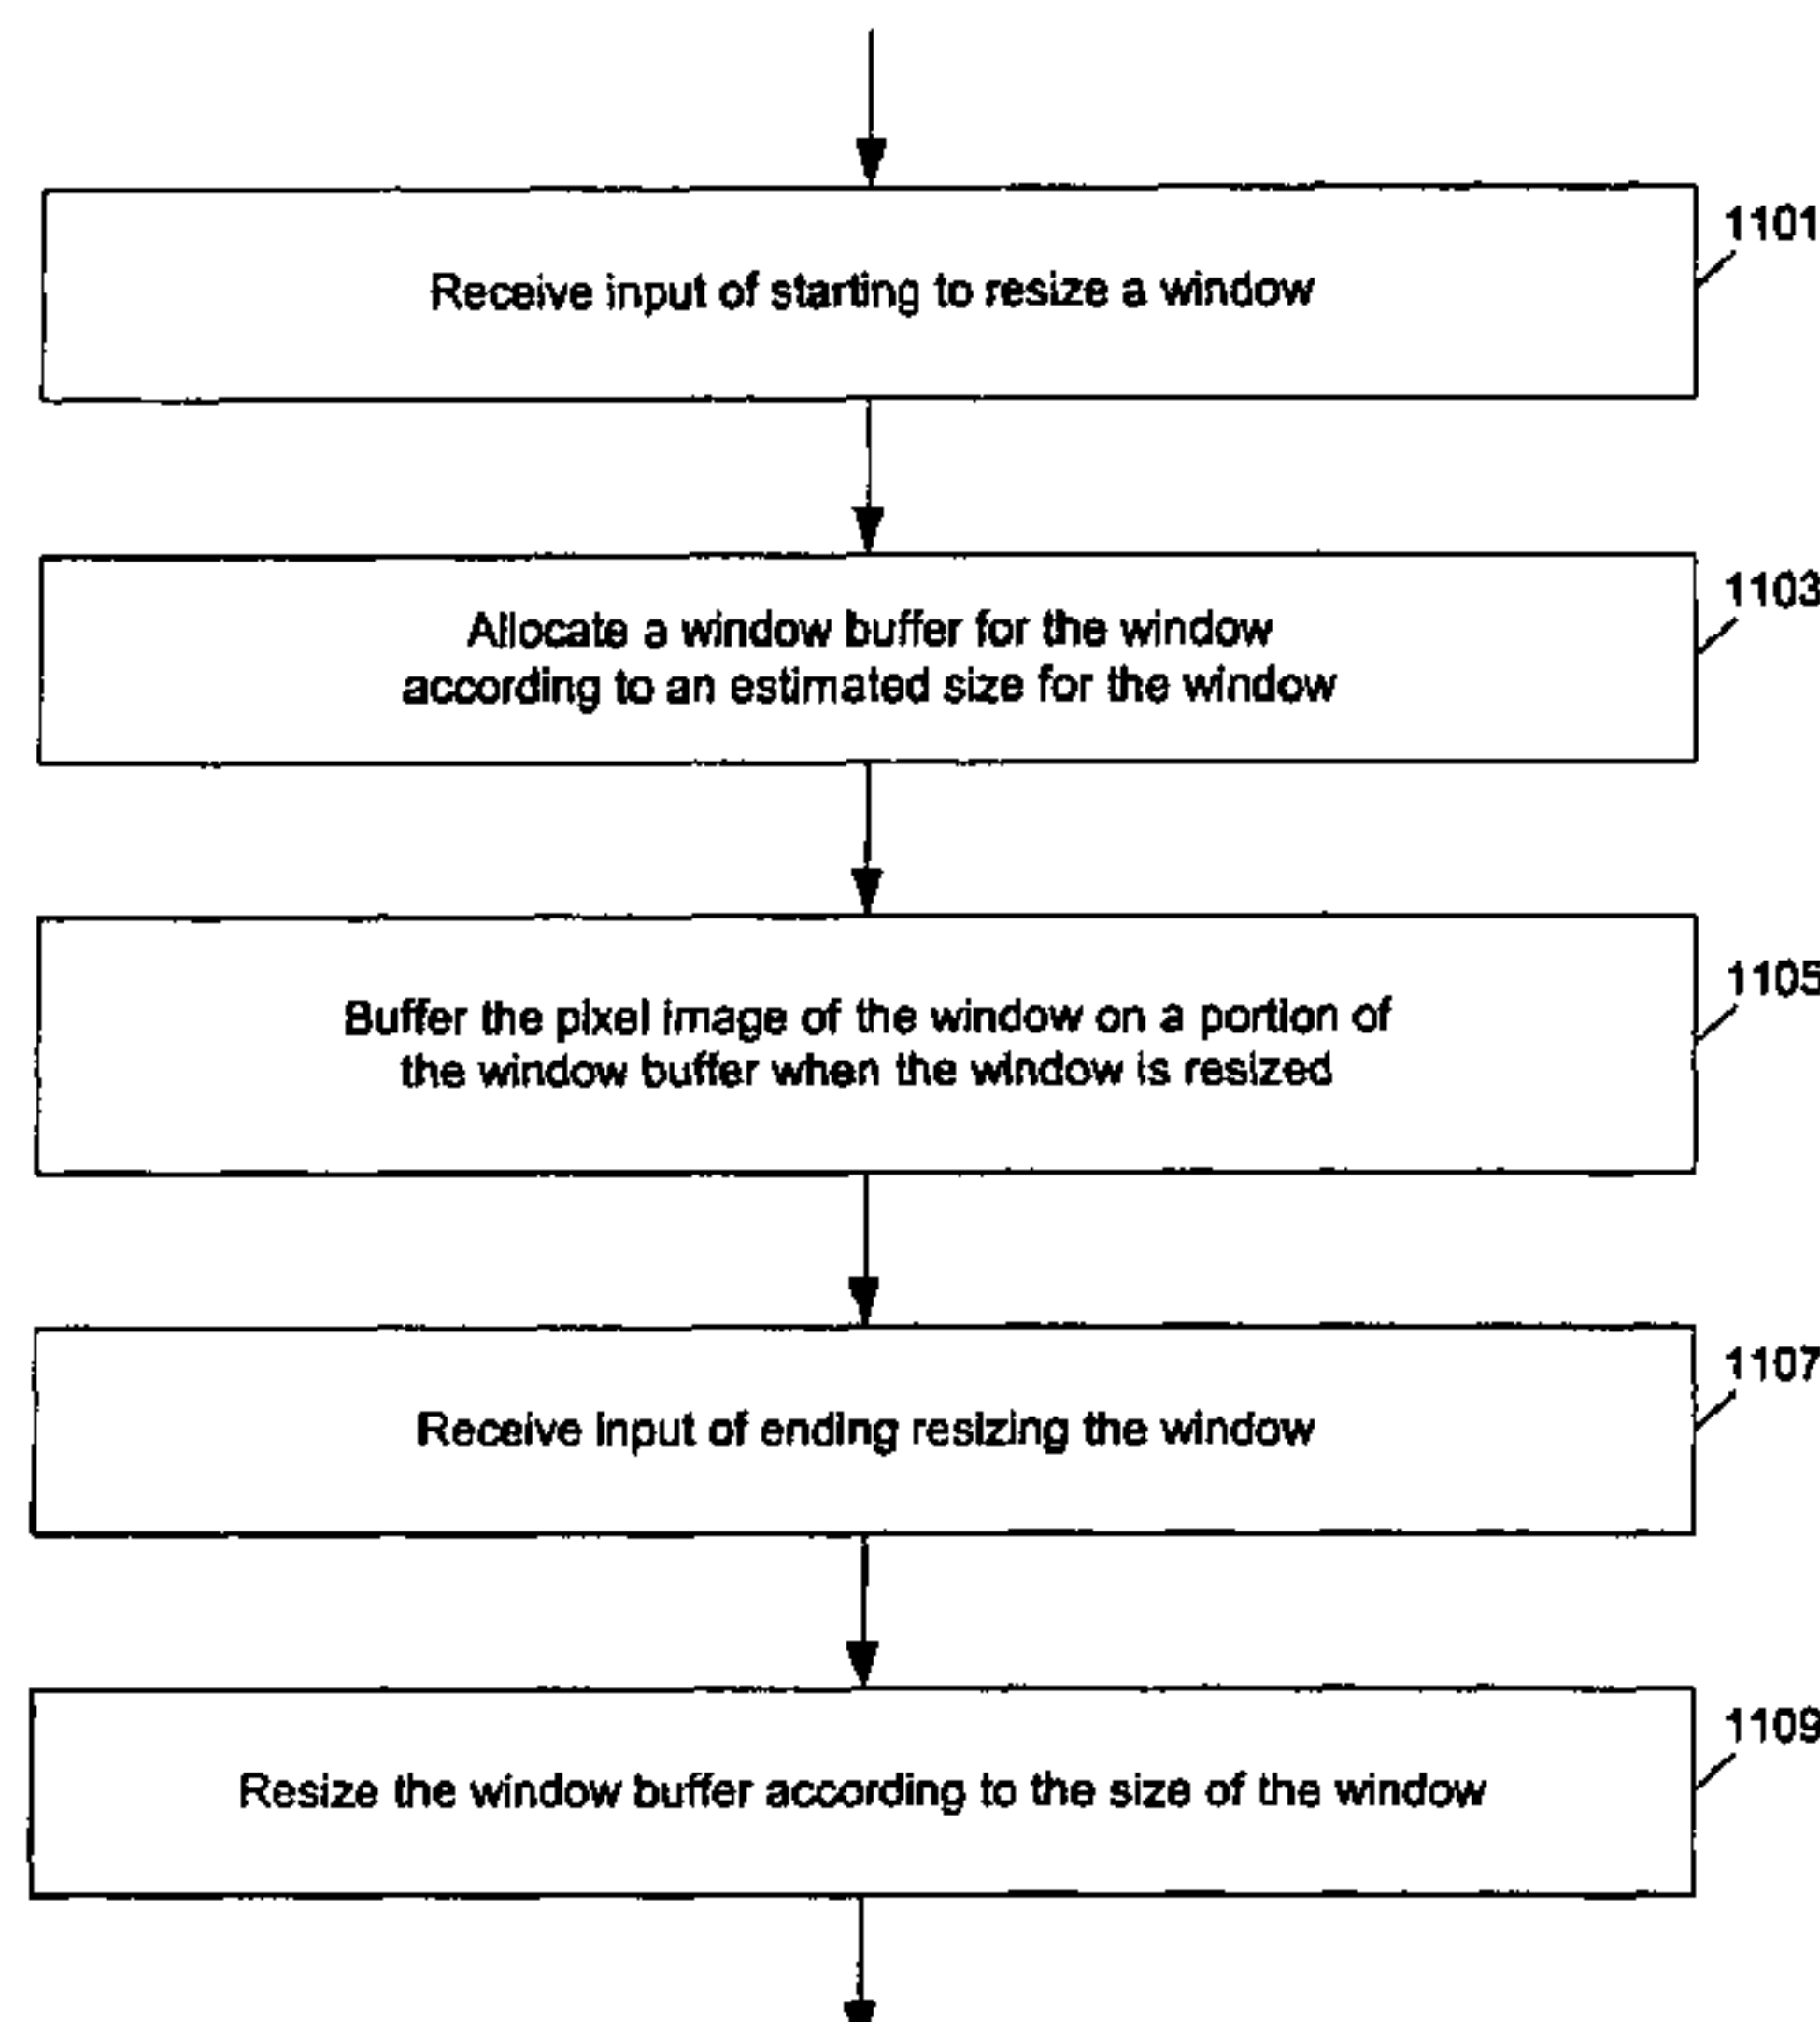 1101
Receive input of starting to resize a window
1103
Allocate a window buffer for the window
according to an estimated size for the window
1105
Buffer the pixel image of the window on a portion of
the window buffer when the window is resized
1107
Receive input of ending resizing the window
1109
Resize the window buffer according to the size of the window